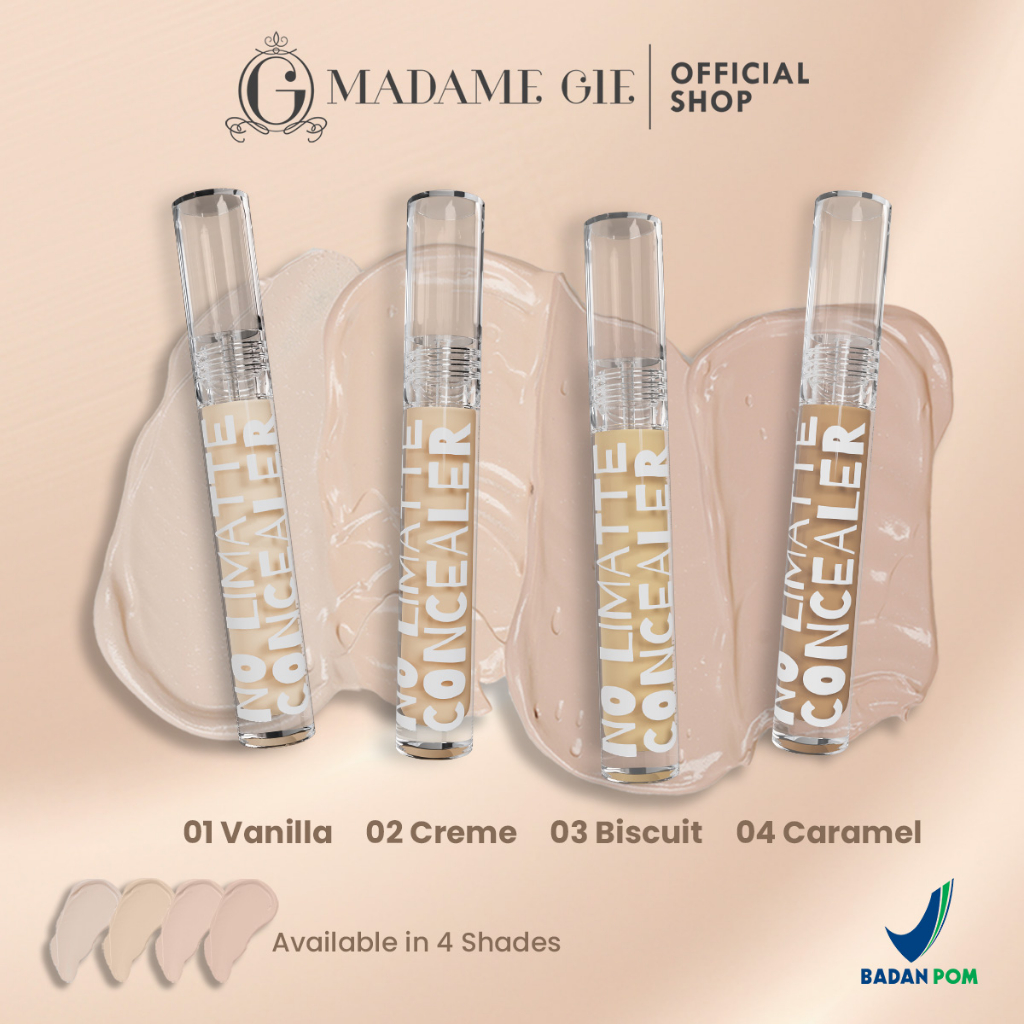 G MADAME GIE OFFICIAL
SHOP
NO LIMATTE
CONCEALER
NO LIMATTE
CONCEALER
NO LIMATTE
CONCEALER
NO LIMATTE
CONCEALER
01 Vanilla 02 Creme 03 Biscuit 04 Caramel
Available in 4 Shades
BADAN POM